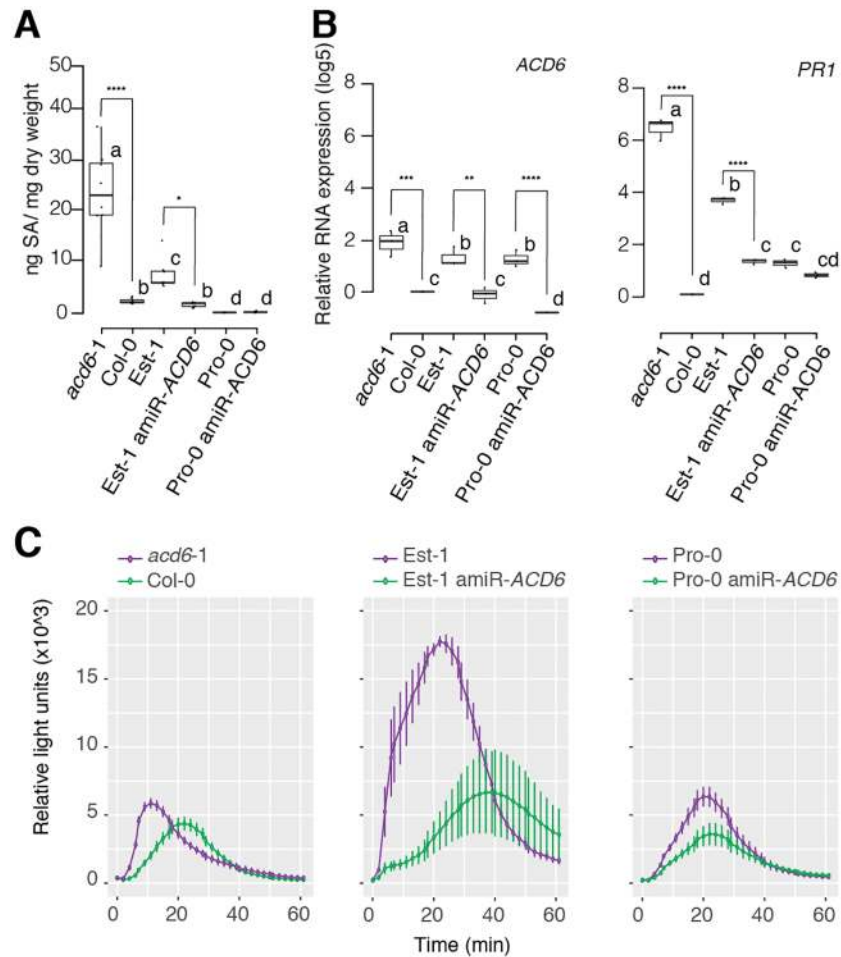 A
ng SA/ mg dry weight
50
40
30
20
10
0
****
*
a
b
c
b
d
d
acd6-1
Col-0
Est-1
Est-1 amiR-ACD6
Pro-0
Pro-0 amiR-ACD6
B
Relative RNA expression (log5)
ACD6
8
6
4
2
0
***
**
****
a
c
b
c
b
d
acd6-1
Col-0
Est-1
Est-1 amiR-ACD6
Pro-0
Pro-0 amiR-ACD6
PR1
8
6
4
2
0
****
****
a
d
b
c
c
cd
acd6-1
Col-0
Est-1
Est-1 amiR-ACD6
Pro-0
Pro-0 amiR-ACD6
C
acd6-1
Col-0
Est-1
Est-1 amiR-ACD6
Pro-0
Pro-0 amiR-ACD6
Relative light units (x10^3)
20
15
10
5
0
0 20 40 60
0 20 40 60
0 20 40 60
Time (min)